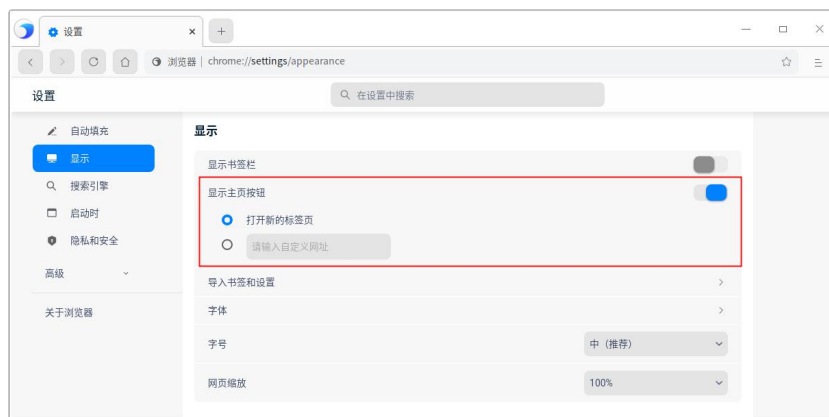 设置
浏览器 | chrome://settings/appearance
设置
在设置中搜索
自动填充
显示
显示
显示书签栏
搜索引擎
显示主页按钮
启动时
打开新的标签页
隐私和安全
请输入自定义网址
高级
导入书签和设置
关于浏览器
字体
字号
中（推荐）
网页缩放
100%